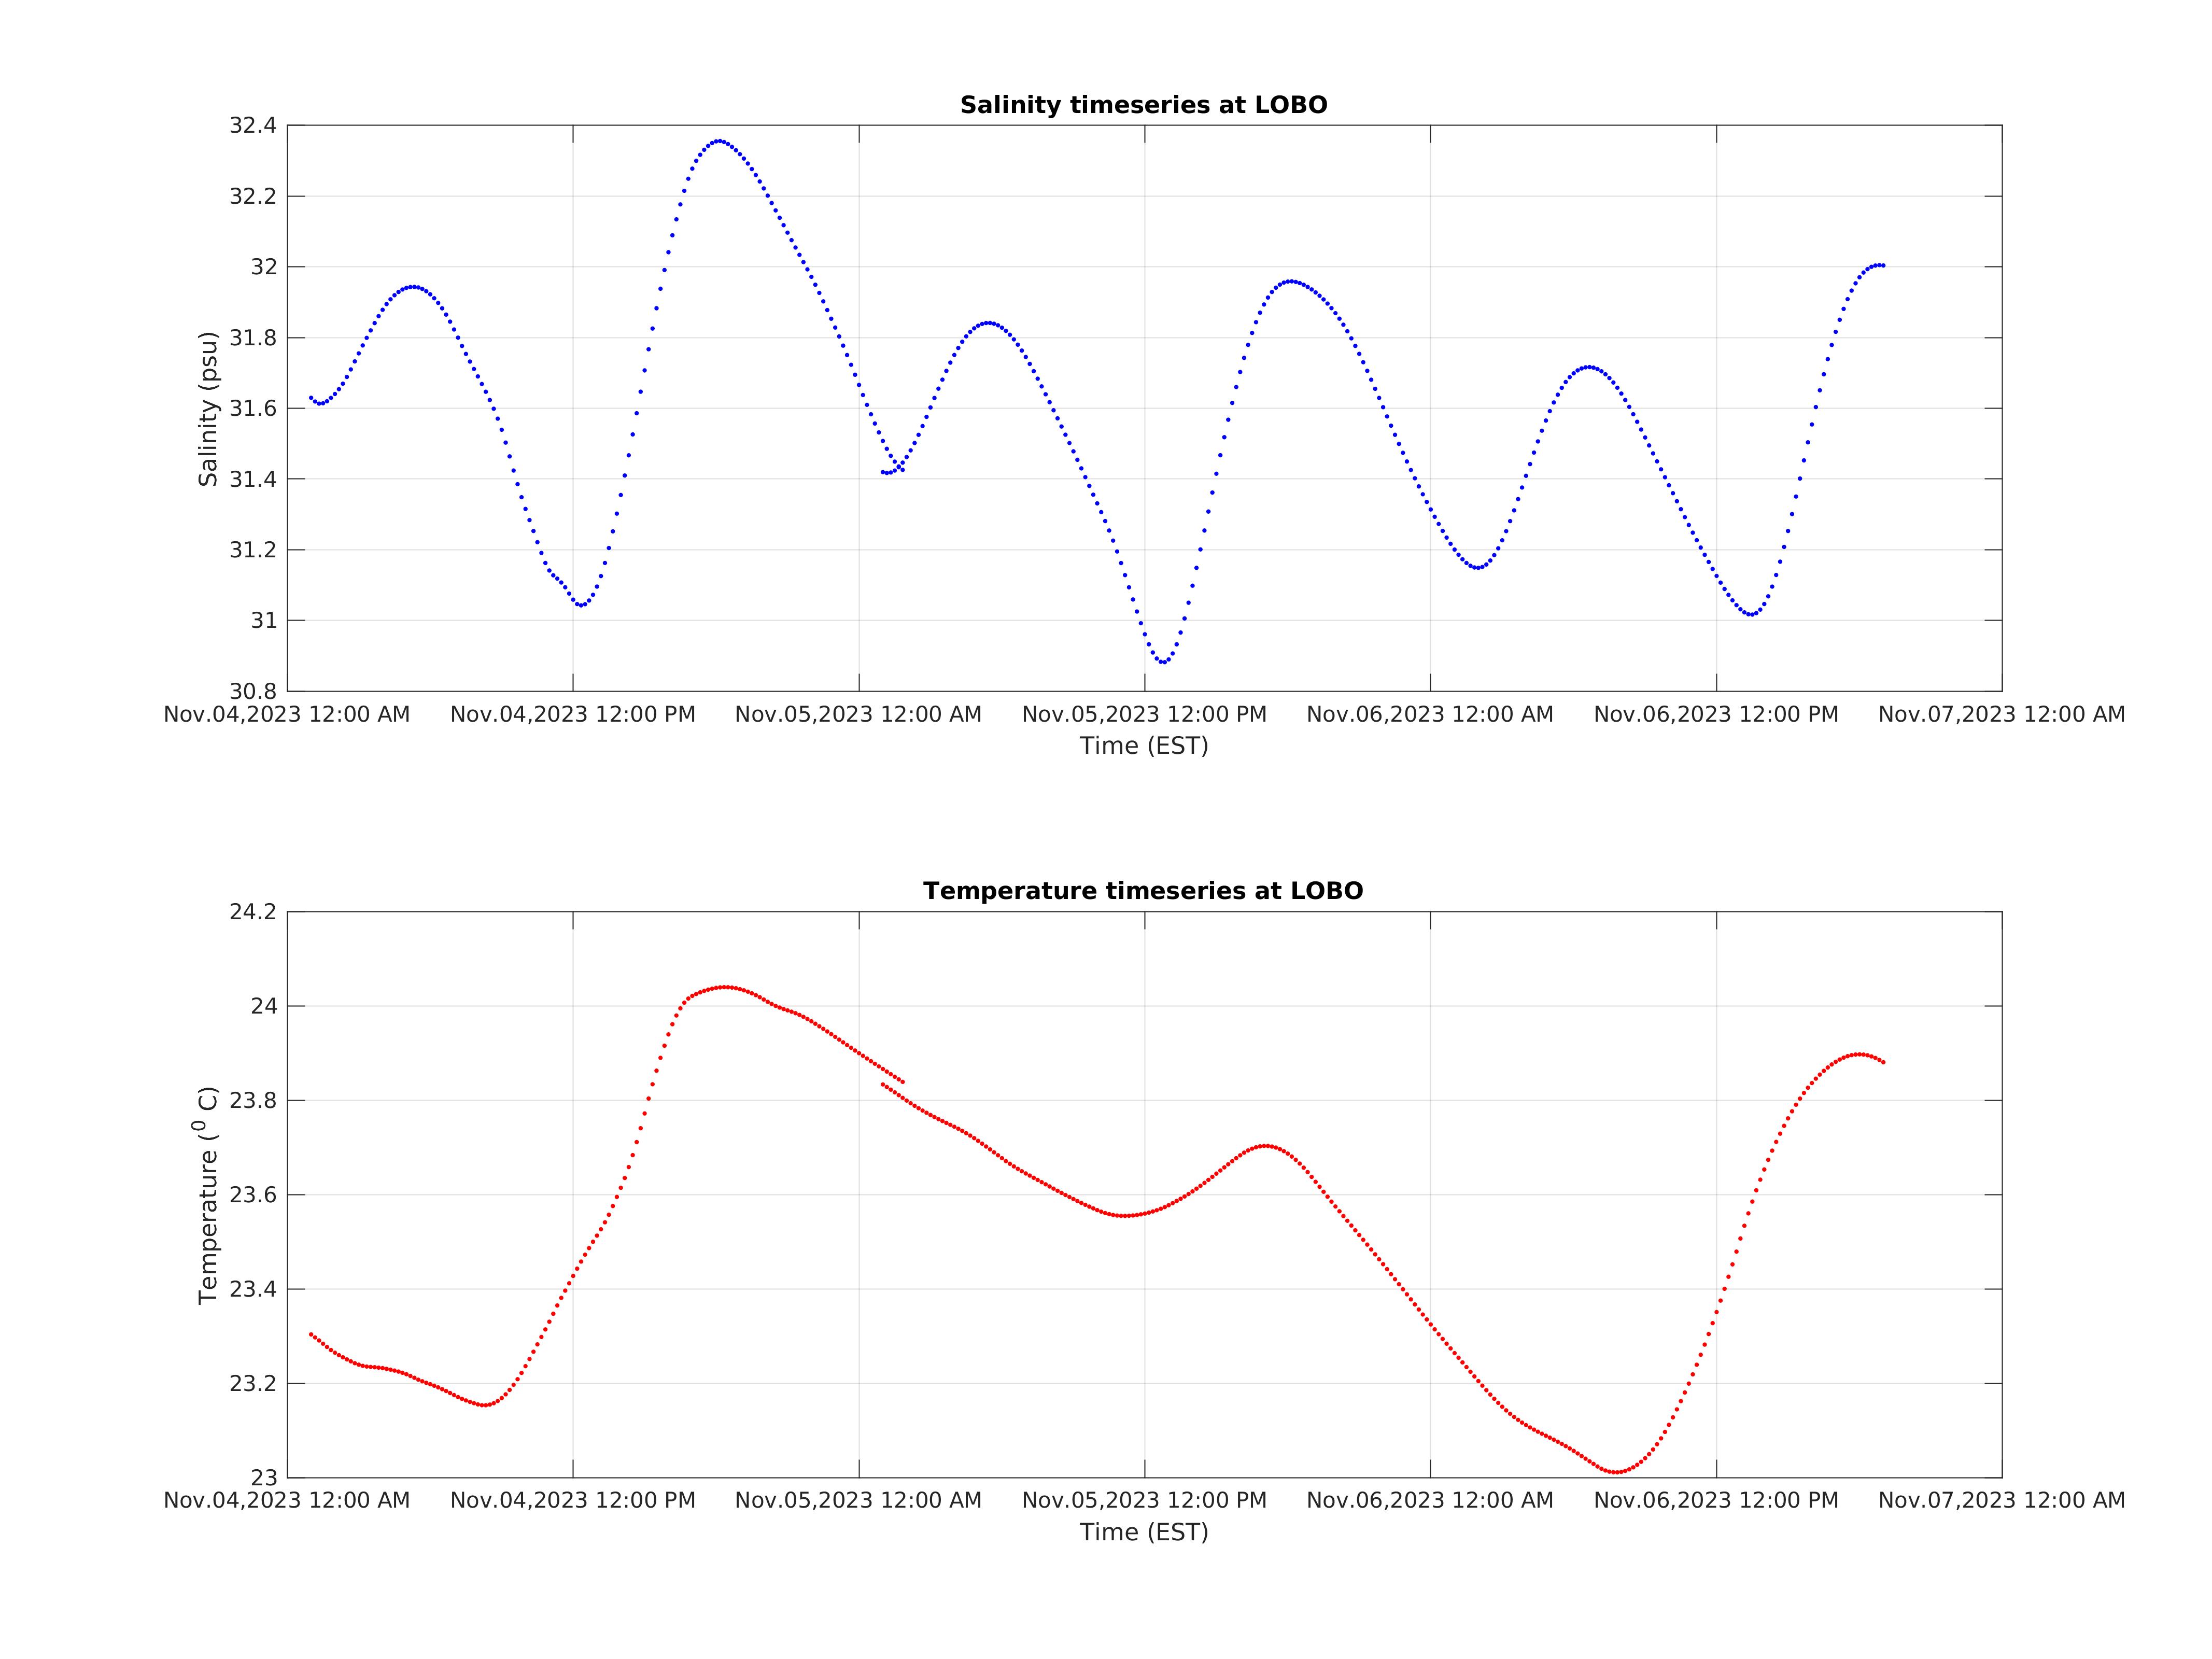 Salinity timeseries at LOBO
32.4
32.2
32
31.8
31.6
31.4
31.2
31
30.8
Salinity (psu)
Nov.04,2023 12:00 AM Nov.04,2023 12:00 PM Nov.05,2023 12:00 AM Nov.05,2023 12:00 PM Nov.06,2023 12:00 AM Nov.06,2023 12:00 PM Nov.07,2023 12:00 AM
Time (EST)
Temperature timeseries at LOBO
24.2
24
23.8
23.6
23.4
23.2
23
Temperature (⁰ C)
Nov.04,2023 12:00 AM Nov.04,2023 12:00 PM Nov.05,2023 12:00 AM Nov.05,2023 12:00 PM Nov.06,2023 12:00 AM Nov.06,2023 12:00 PM Nov.07,2023 12:00 AM
Time (EST)